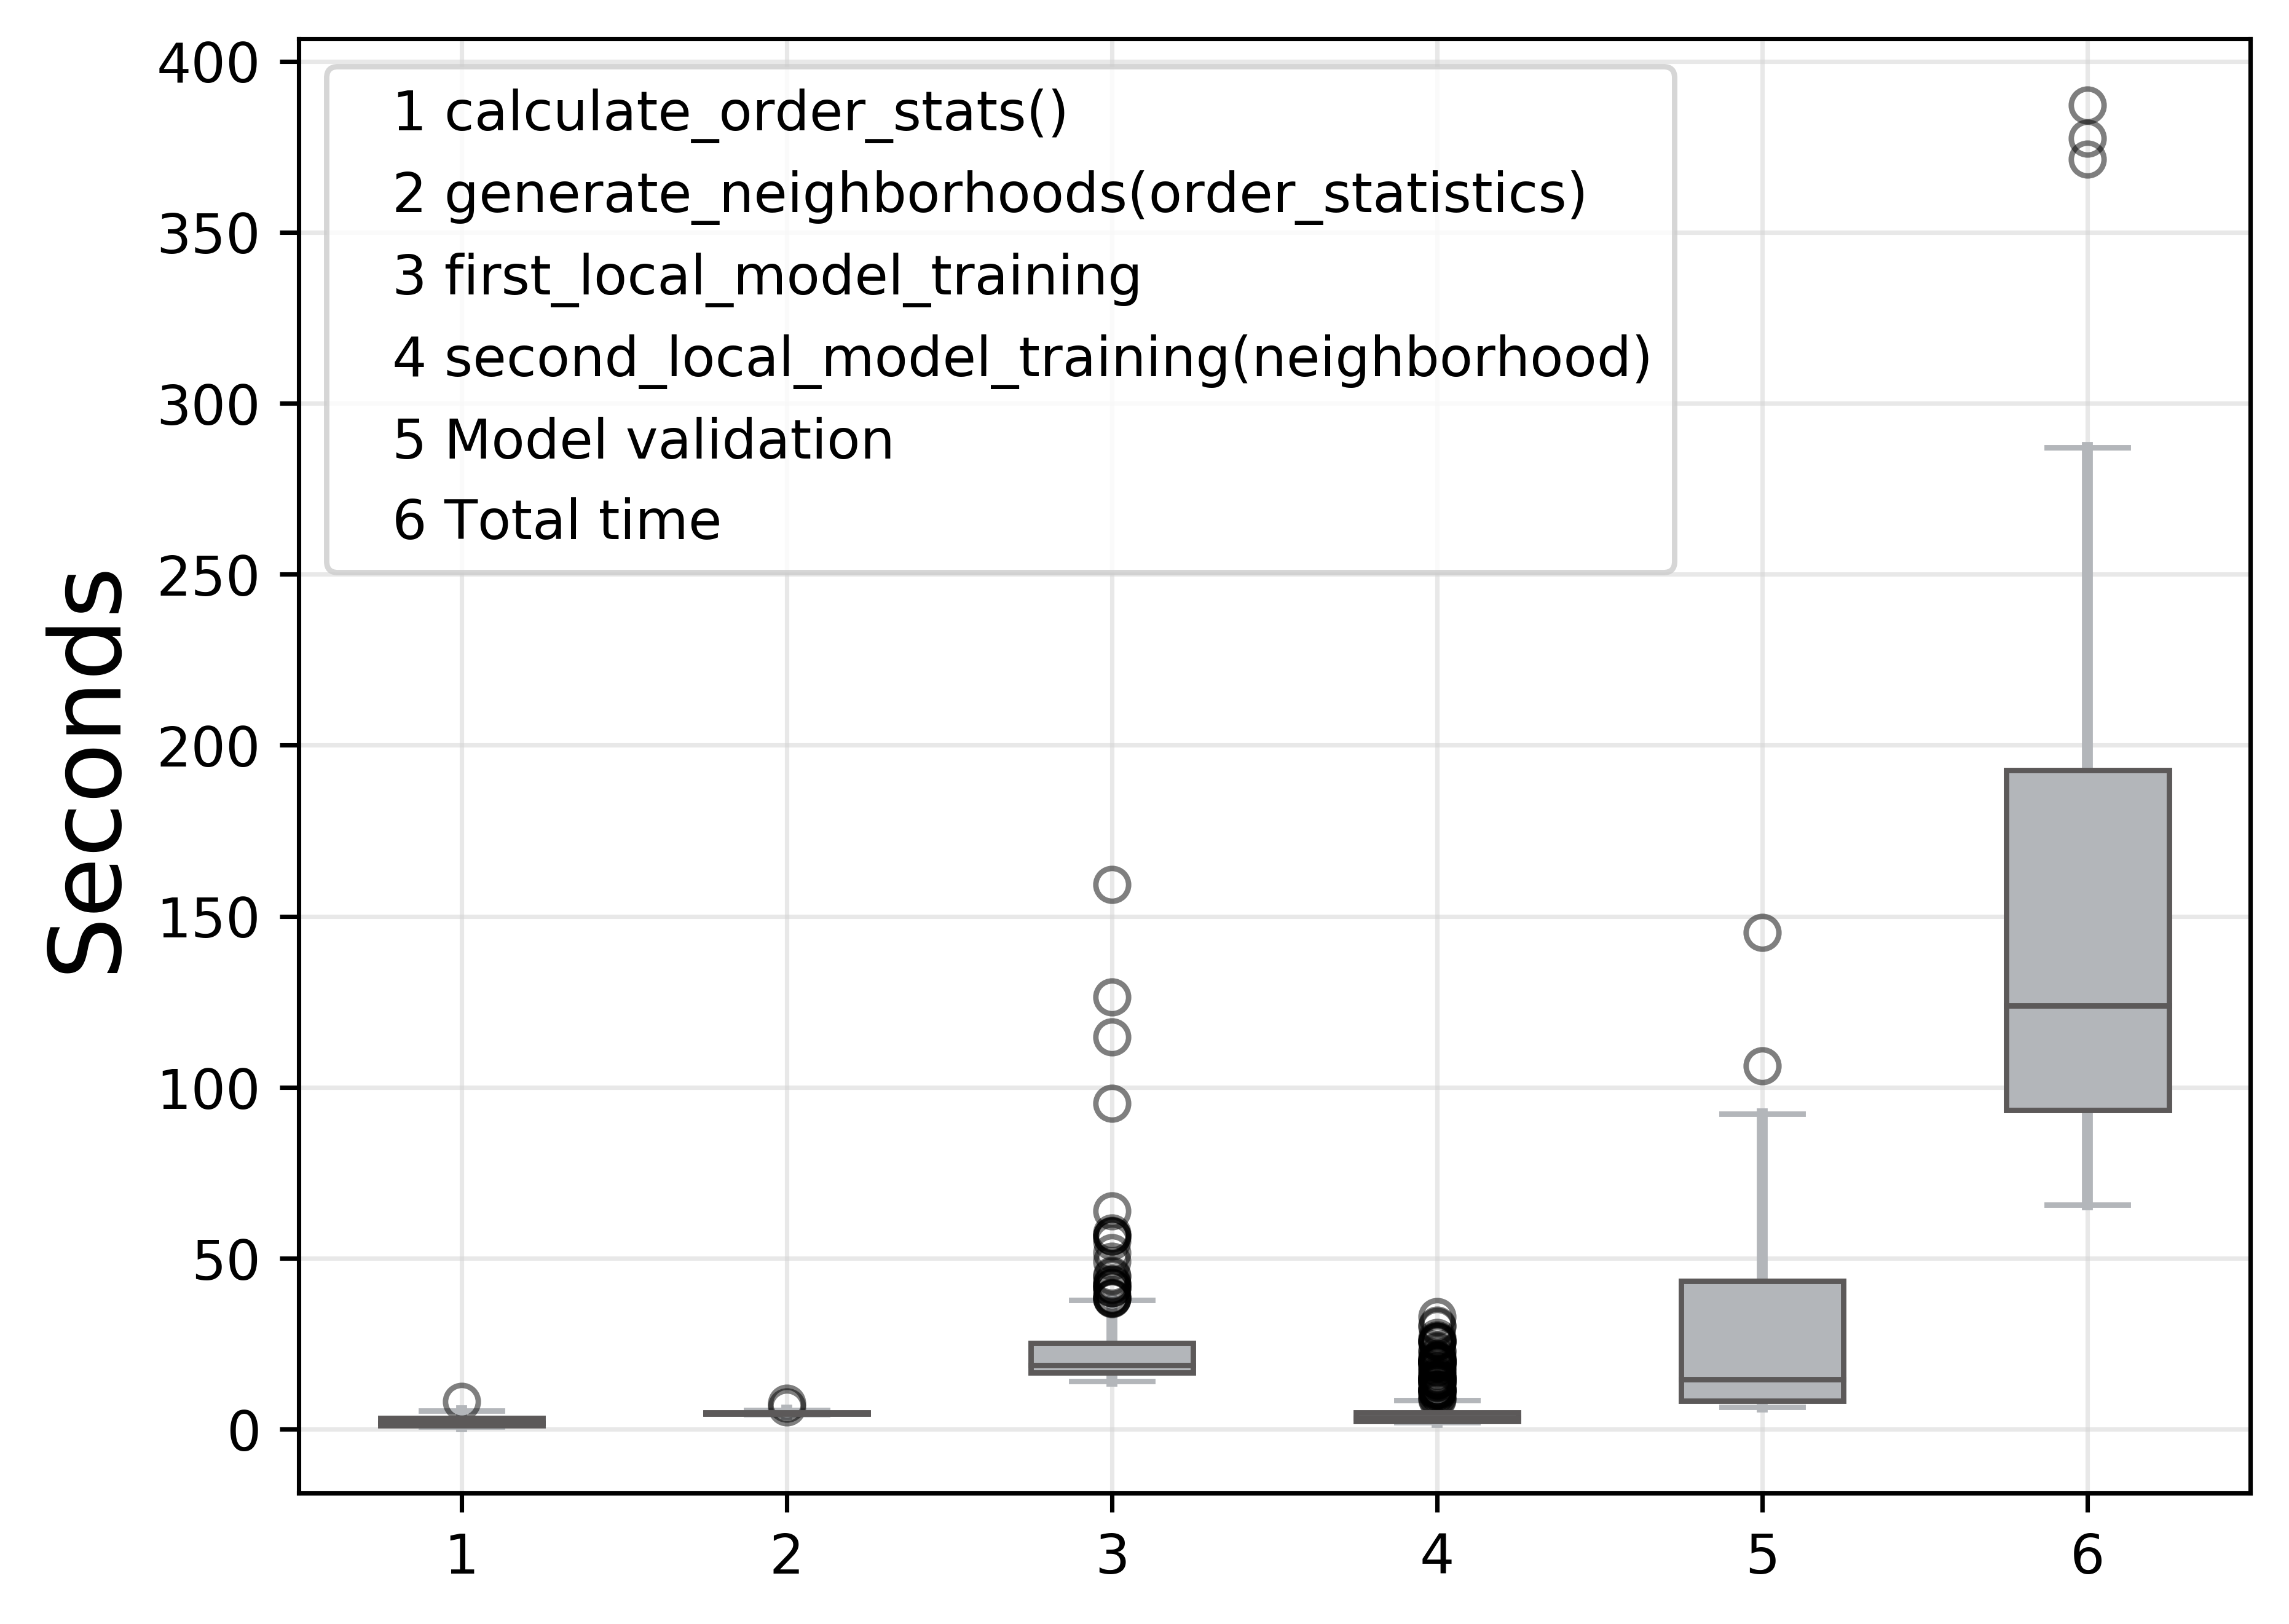 400
350
300
250
200
150
100
50
0
Seconds
1 calculate_order_stats()
2 generate_neighborhoods(order_statistics)
3 first_local_model_training
4 second_local_model_training(neighborhood)
5 Model validation
6 Total time
1 2 3 4 5 6